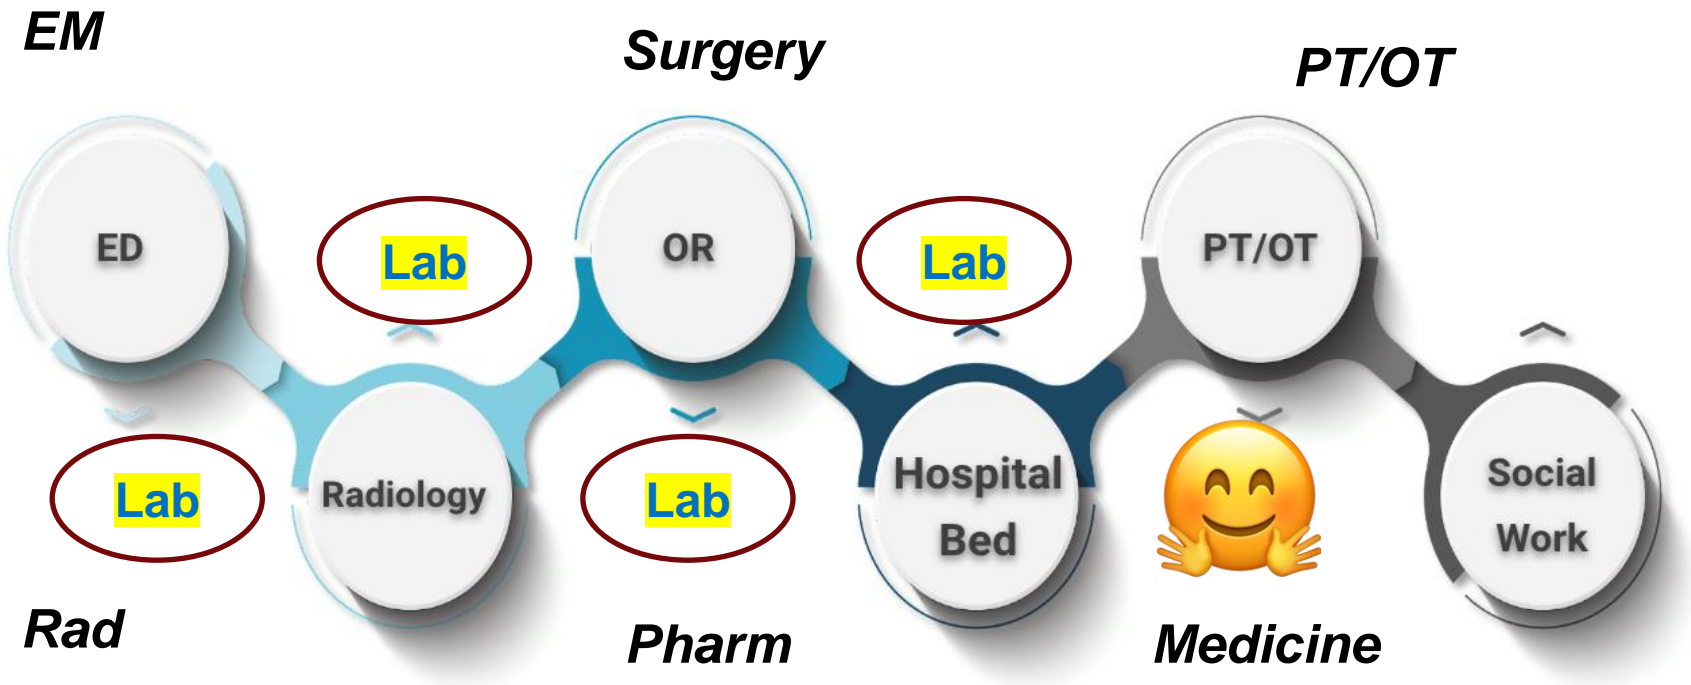 EM
Surgery
PT/OT
ED
Lab
OR
Lab
PT/OT
Lab
Radiology
Lab
Hospital
Bed
Social
Work
Rad
Pharm
Medicine